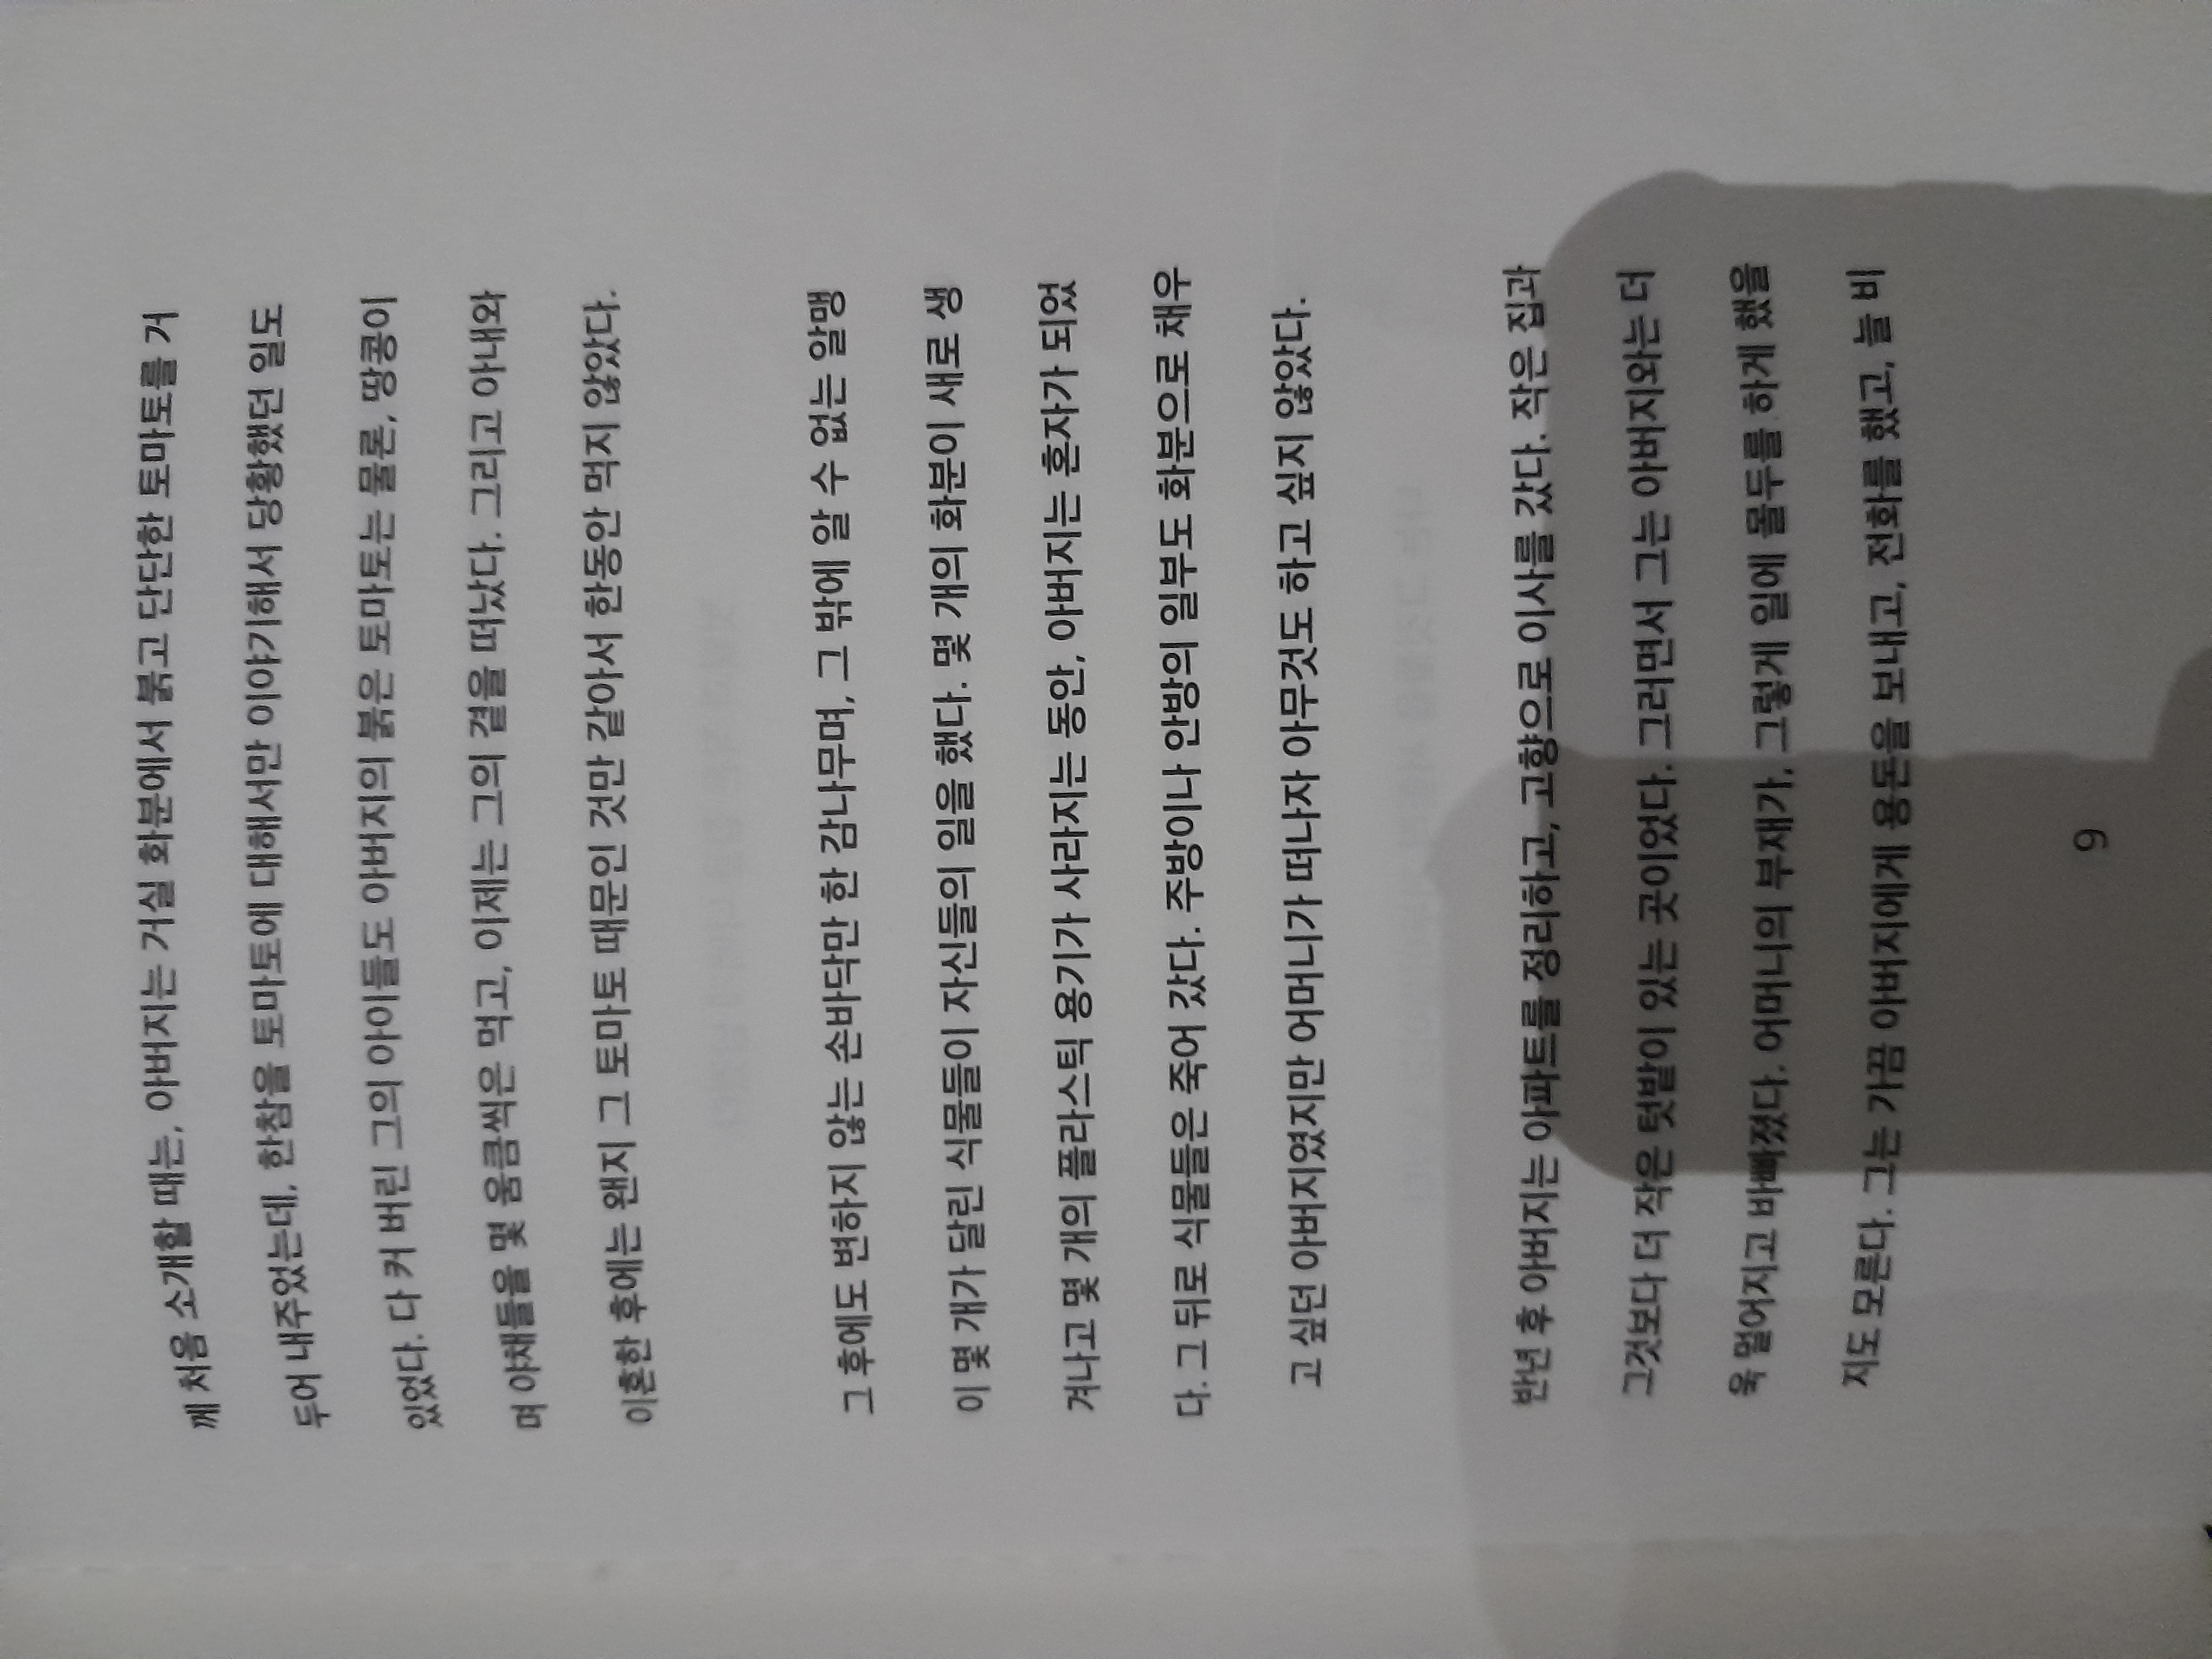 께 처음 소개할 때는, 아버지는 거실 화분에서 붉고 단단한 토마토를 거
두어 내주었는데, 한참을 토마토에 대해서만 이야기해서 당황했던 일도
있었다. 다 커 버린 그의 아이들도 아버지의 붉은 토마토는 물론, 땅콩이
며 야채들을 몇 움큼씩은 먹고, 이제는 그의 곁을 떠났다. 그리고 아내와
이혼한 후에는 왠지 그 토마토 때문인 것만 같아서 한동안 먹지 않았다.
그 후에도 변하지 않는 손바닥만 한 감나무며, 그 밖에 알 수 없는 알맹
이 몇 개가 달린 식물들이 자신들의 일을 했다. 몇 개의 화분이 새로 생
겨나고 몇 개의 플라스틱 용기가 사라지는 동안, 아버지는 혼자가 되었
다. 그 뒤로 식물들은 죽어 갔다. 주방이나 안방의 일부도 화분으로 채우
고 싶던 아버지였지만 어머니가 떠나자 아무것도 하고 싶지 않았다.
반년 후 아버지는 아파트를 정리하고, 고향으로 이사를 갔다. 작은 집과
그것보다 더 작은 텃밭이 있는 곳이었다. 그러면서 그는 아버지와는 더
욱 멀어지고 바빠졌다. 어머니의 부재가, 그렇게 일에 몰두를 하게 했을
지도 모른다. 그는 가끔 아버지에게 용돈을 보내고, 전화를 했고, 늘 비
9